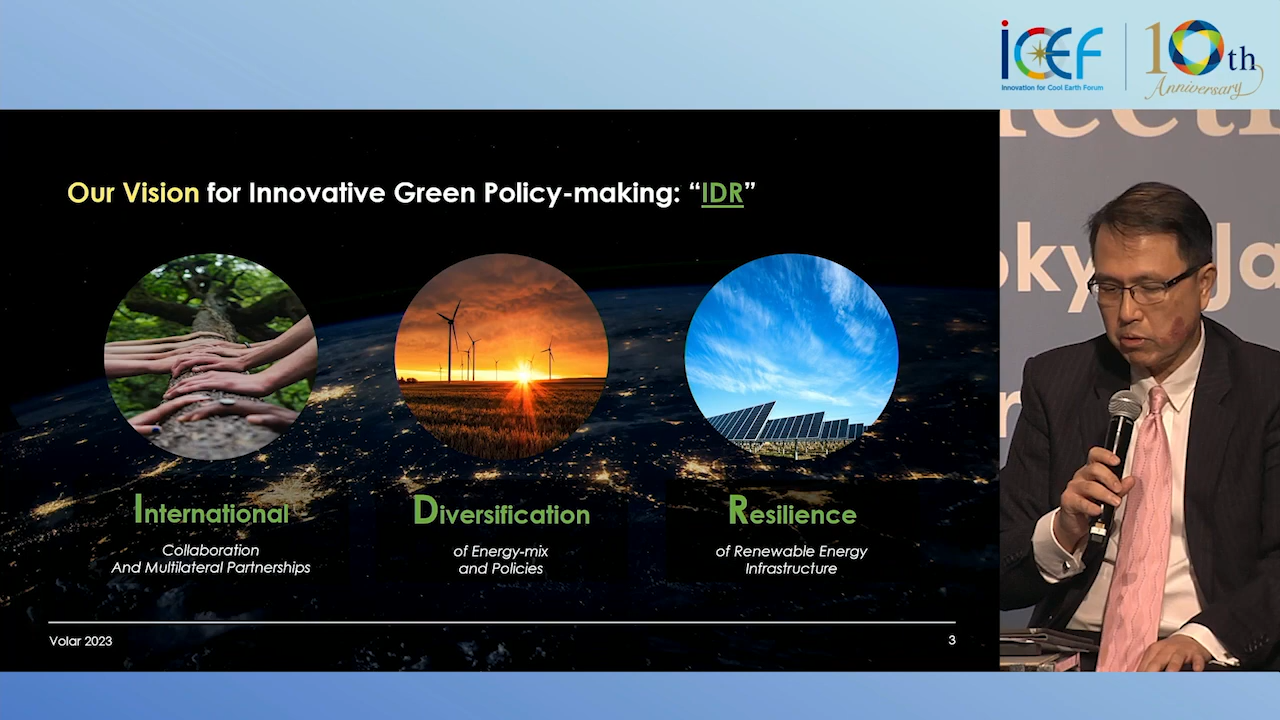 iCEF
Innovation for Cool Earth Forum
10th
Anniversary
Our Vision for Innovative Green Policy-making: “IDR”
International
Collaboration
And Multilateral Partnerships
Diversification
of Energy-mix
and Policies
Resilience
of Renewable Energy
Infrastructure
Volar 2023
3